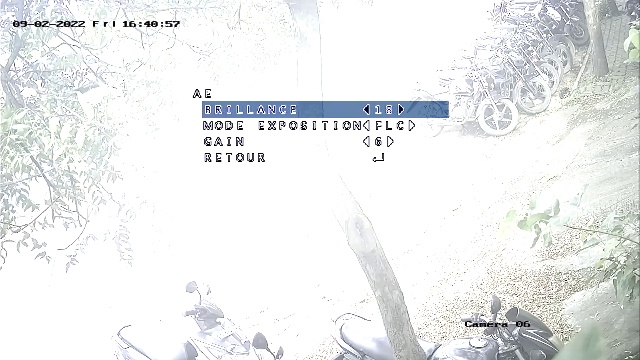 09-02-2022 Fri 16:40:57
AE
BRILLANCE 18
MODE EXPOSITION FLC
GAIN 6
RETOUR
Camera 06